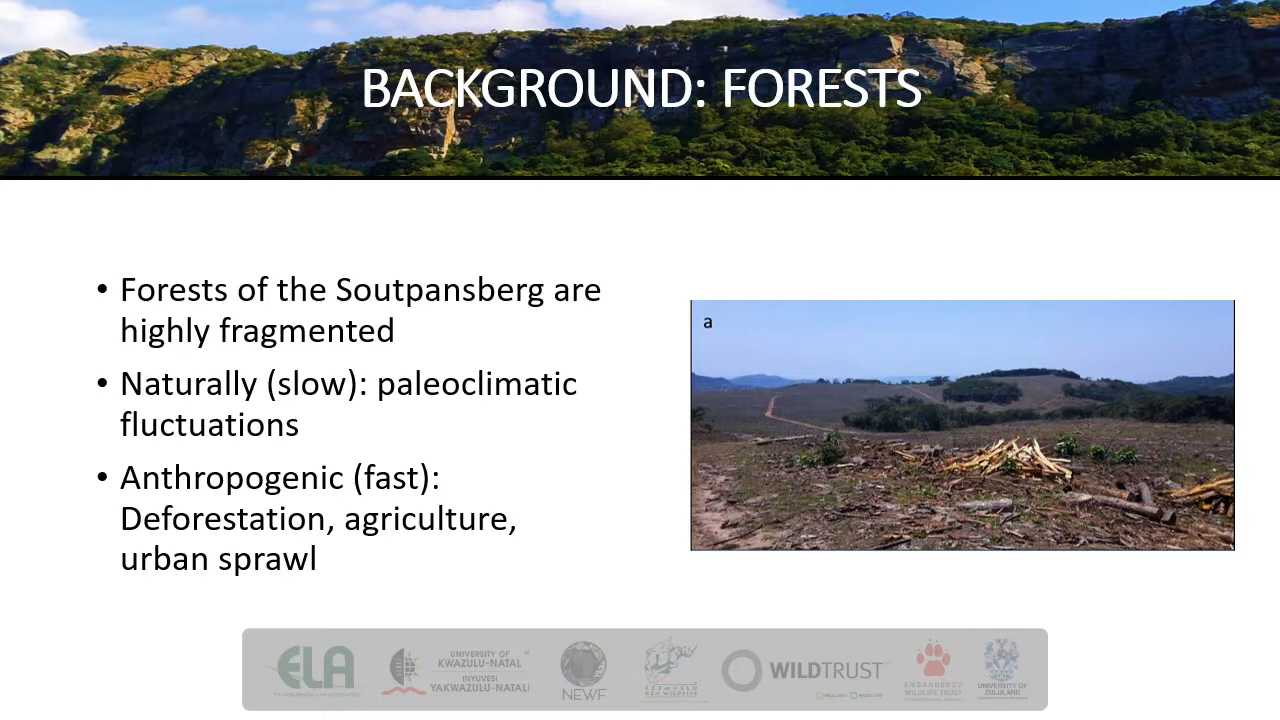 BACKGROUND: FORESTS
• Forests of the Soutpansberg are
highly fragmented
• Naturally (slow): paleoclimatic
fluctuations
• Anthropogenic (fast):
Deforestation, agriculture,
urban sprawl
a
ELA
UNIVERSITY OF
KWAZULU-NATAL
INYUVESI
YAKWAZULU-NATALI
NEWF
WILDTRUST
ENDANGERED
WILDLIFE TRUST
UNIVERSITY OF
ZULULAND